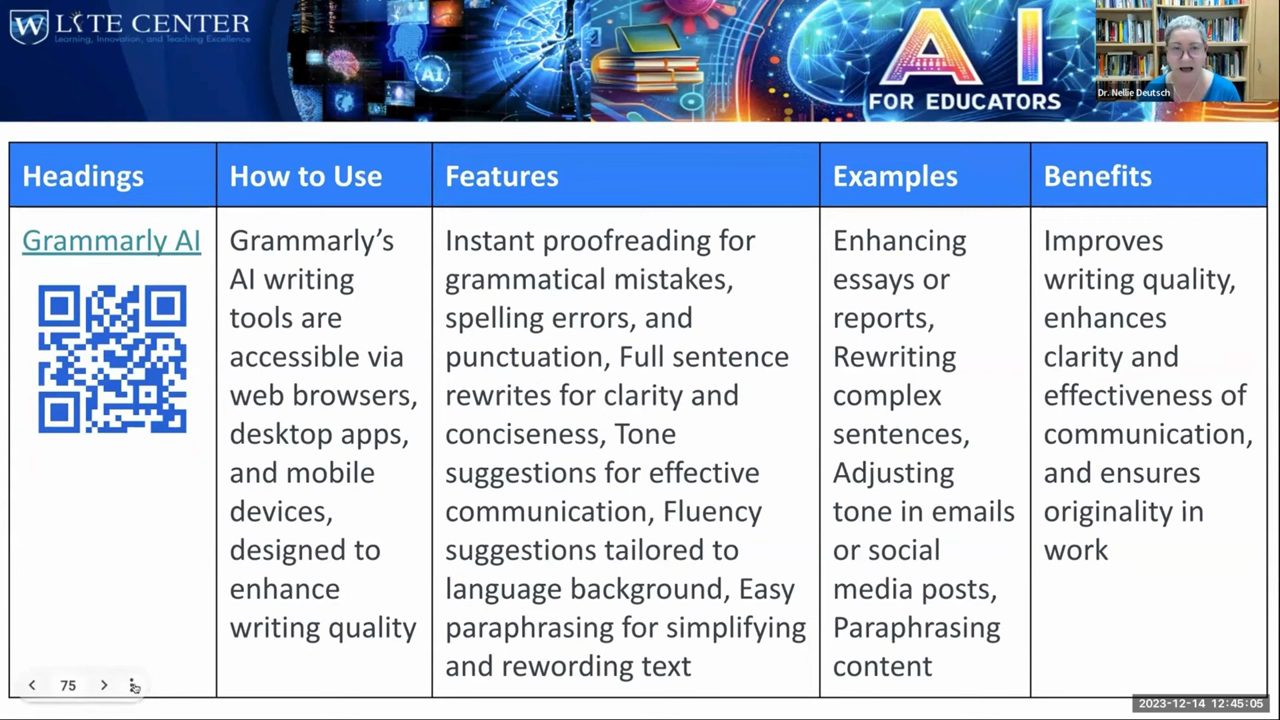 W LITE CENTER
Learning, Innovation, and Teaching Excellence
AI
AI
FOR EDUCATORS
Dr. Nellie Deutsch
Headings
How to Use
Features
Examples
Benefits
Grammarly AI
Grammarly’s
AI writing
tools are
accessible via
web browsers,
desktop apps,
and mobile
devices,
designed to
enhance
writing quality
Instant proofreading for
grammatical mistakes,
spelling errors, and
punctuation, Full sentence
rewrites for clarity and
conciseness, Tone
suggestions for effective
communication, Fluency
suggestions tailored to
language background, Easy
paraphrasing for simplifying
and rewording text
Enhancing
essays or
reports,
Rewriting
complex
sentences,
Adjusting
tone in emails
or social
media posts,
Paraphrasing
content
Improves
writing quality,
enhances
clarity and
effectiveness of
communication,
and ensures
originality in
work
75
2023-12-14 12:45:05